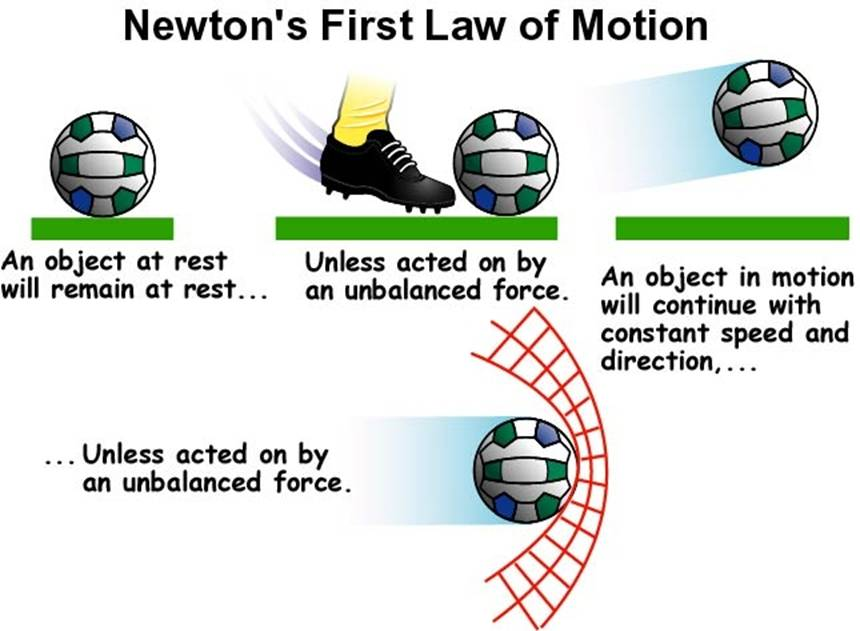 Newton's First Law of Motion
An object at rest
will remain at rest...
Unless acted on by
an unbalanced force.
An object in motion
will continue with
constant speed and
direction,...
... Unless acted on by
an unbalanced force.